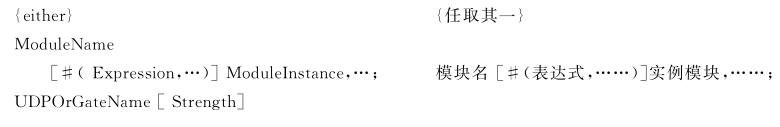 {either} {任取其一}
ModuleName
[♯( Expression,…)] ModuleInstance,…; 模块名 [♯(表达式,……)]实例模块,……;
UDPOrGateName [ Strength]